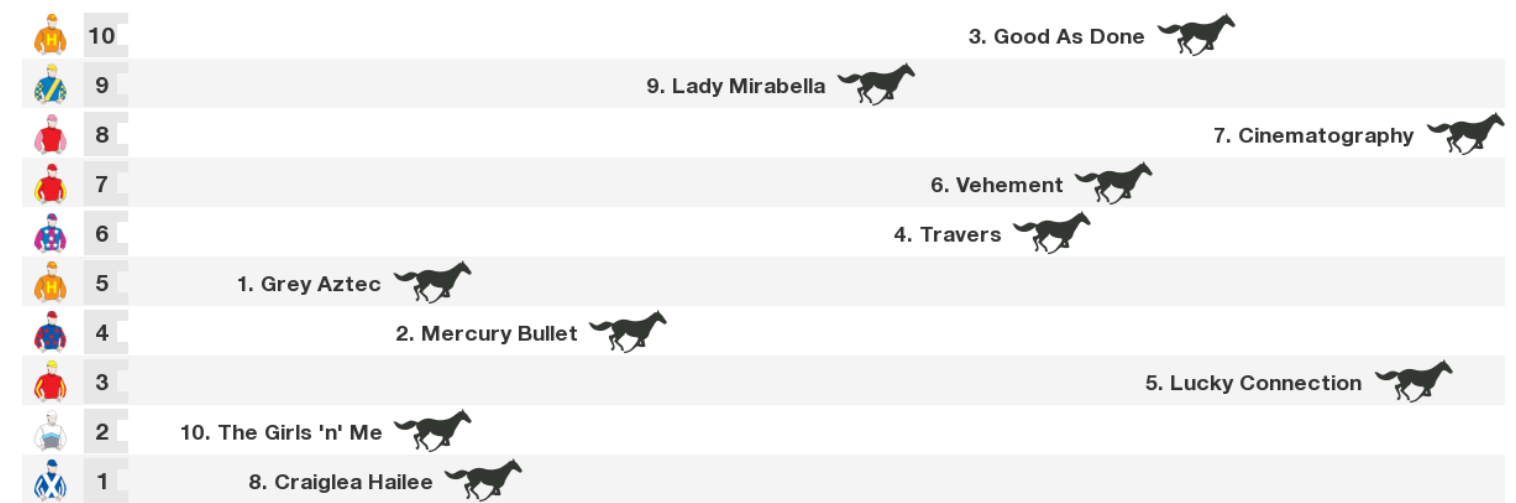 10 3. Good As Done
9 9. Lady Mirabella
8 7. Cinematography
7 6. Vehement
6 4. Travers
H 5 1. Grey Aztec
4 2. Mercury Bullet
3 5. Lucky Connection
2 10. The Girls 'n' Me
1 8. Craiglea Hailee